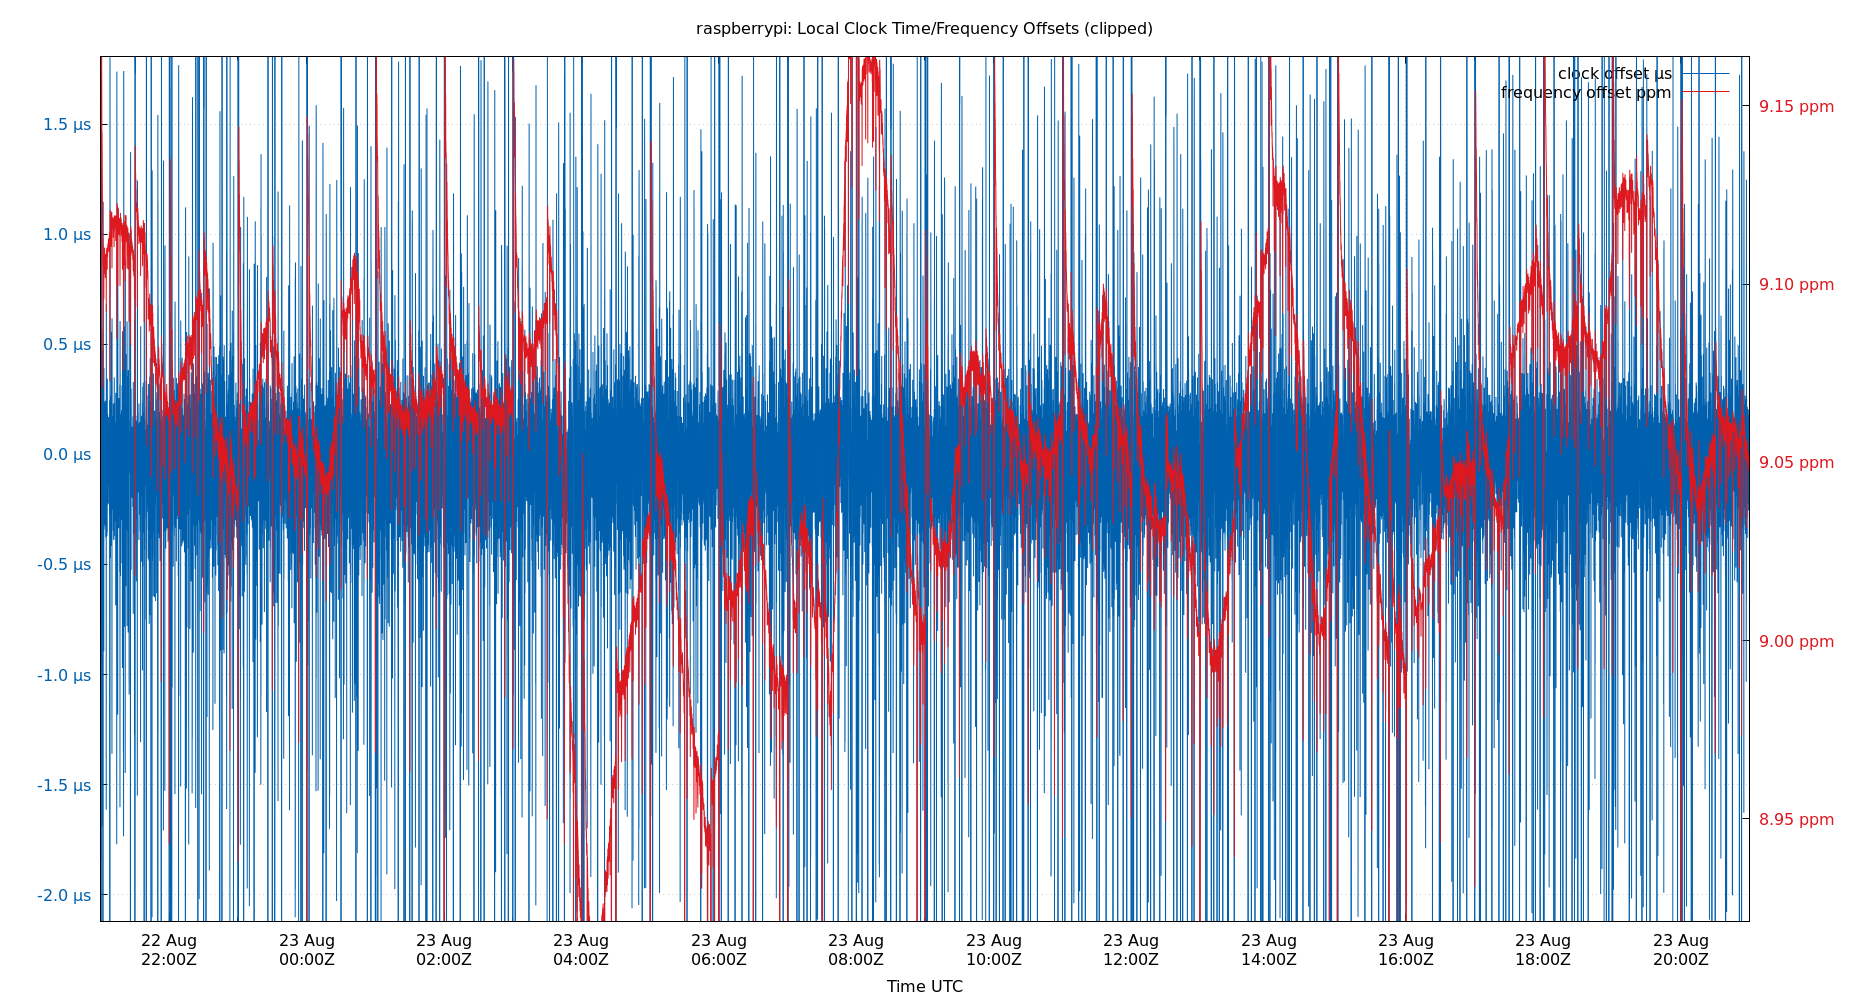 raspberrypi: Local Clock Time/Frequency Offsets (clipped)
clock offset µs
frequency offset ppm
1.5 µs
1.0 µs
0.5 µs
0.0 µs
-0.5 µs
-1.0 µs
-1.5 µs
-2.0 µs
9.15 ppm
9.10 ppm
9.05 ppm
9.00 ppm
8.95 ppm
22 Aug 23 Aug 23 Aug 23 Aug 23 Aug 23 Aug 23 Aug 23 Aug 23 Aug 23 Aug 23 Aug 23 Aug
22:00Z 00:00Z 02:00Z 04:00Z 06:00Z 08:00Z 10:00Z 12:00Z 14:00Z 16:00Z 18:00Z 20:00Z
Time UTC